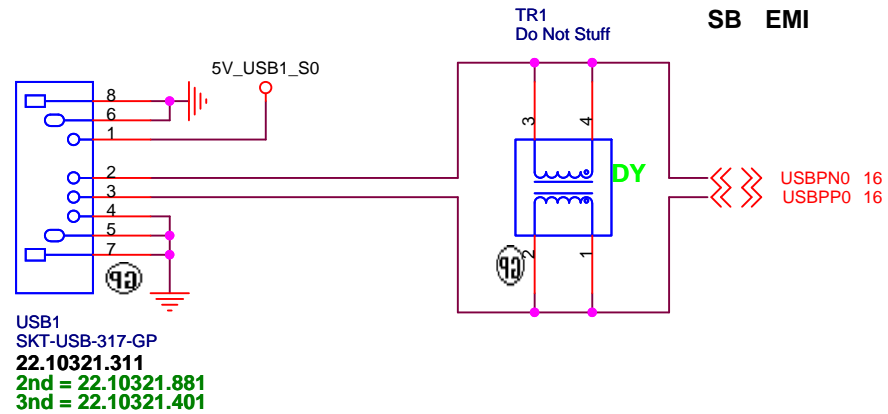 TR1
Do Not Stuff
SB EMI
5V_USB1_S0
8
6
1
2
3
4
5
7
3
4
DY
2
1
USBPN0 16
USBPP0 16
GP
GP
USB1
SKT-USB-317-GP
22.10321.311
2nd = 22.10321.881
3nd = 22.10321.401